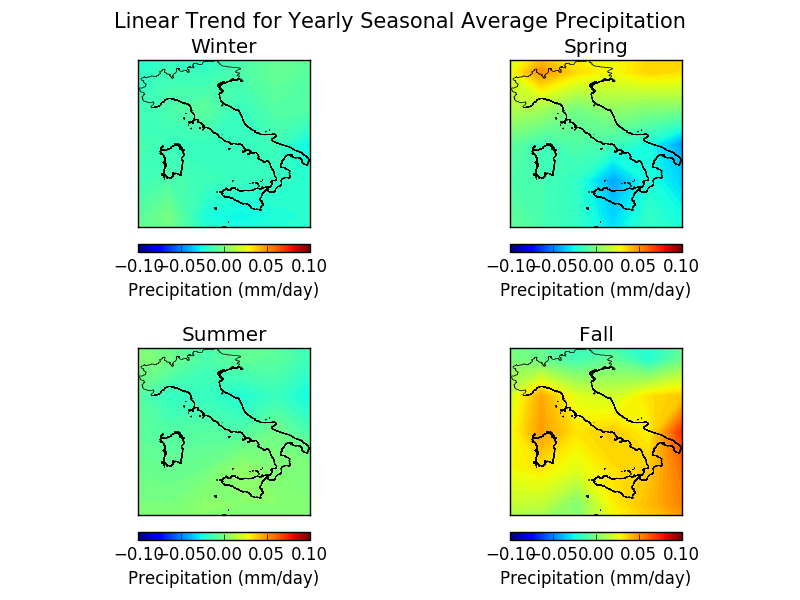 Linear Trend for Yearly Seasonal Average Precipitation
Winter
Spring
−0.10 −0.05 0.00 0.05 0.10
−0.10 −0.05 0.00 0.05 0.10
Precipitation (mm/day)
Precipitation (mm/day)
Summer
Fall
−0.10 −0.05 0.00 0.05 0.10
−0.10 −0.05 0.00 0.05 0.10
Precipitation (mm/day)
Precipitation (mm/day)